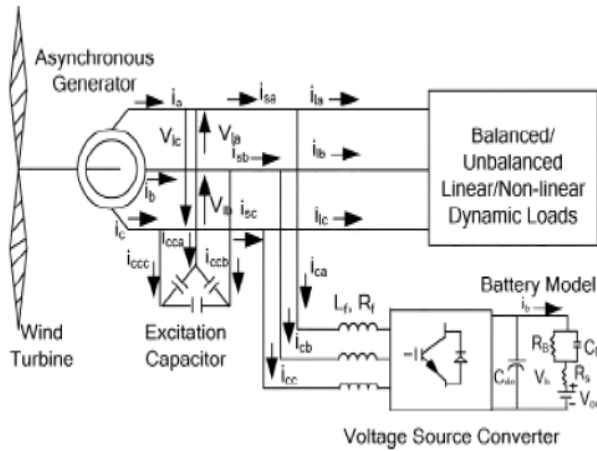 Asynchronous
Generator
i_a
i_sa
i_la
V_lc
V_la
i_sb
i_lb
i_b
V_lb
i_sc
i_c
i_lc
i_cca
i_ccb
i_ccc
Balanced/
Unbalanced
Linear/Non-linear
Dynamic Loads
i_ca
L_f, R_f
i_cb
i_cc
Battery Model
i_b
R_B
R_s
V_b
Wind
Turbine
Excitation
Capacitor
Voltage Source Converter